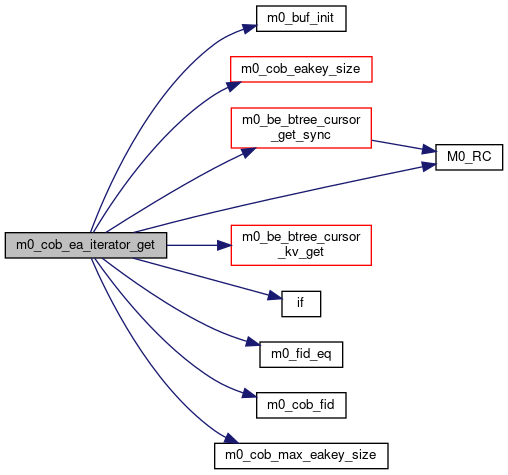 m0_buf_init
m0_cob_eakey_size
m0_be_btree_cursor
_get_sync
M0_RC
m0_cob_ea_iterator_get
m0_be_btree_cursor
_kv_get
if
m0_fid_eq
m0_cob_fid
m0_cob_max_eakey_size